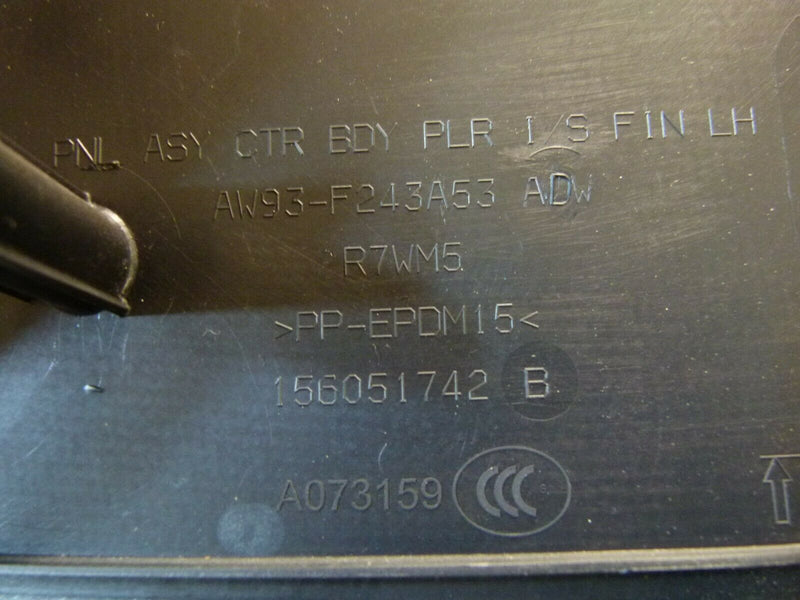 PNL ASY CTR BDY PLR I/S FIN LH
AW93-F243A53 ADW
R7WM5
>PP-EPDM15<
156051742 B
A073159 CCC S